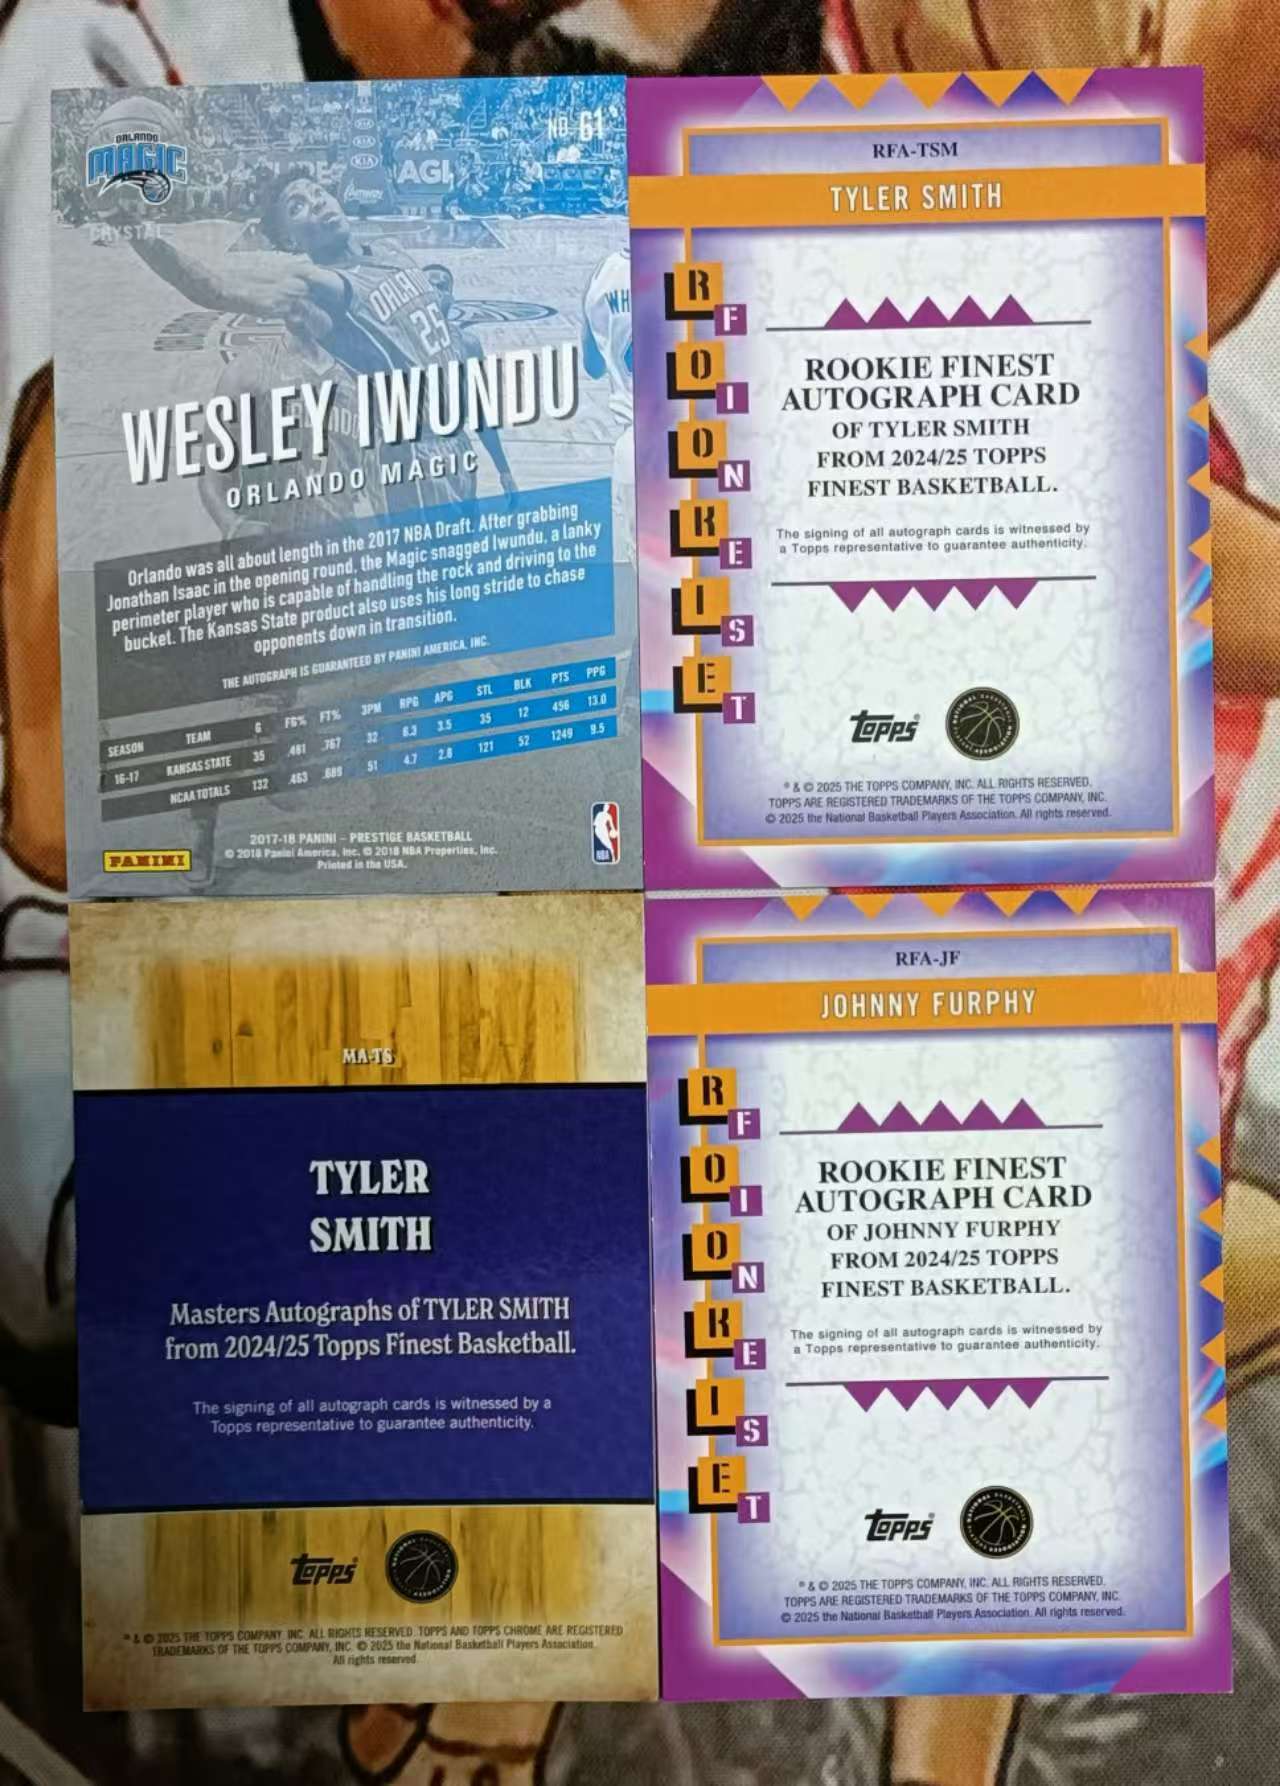 ORLANDO
MAGIC
NO. 61
CRYSTAL
KIA
KIA
KIA
AGI
Amway
ORLAN
25
WH
WESLEY IWUNDU
ORLANDO MAGIC
Orlando was all about length in the 2017 NBA Draft. After grabbing
Jonathan Isaac in the opening round, the Magic snagged Iwundu, a lanky
perimeter player who is capable of handling the rock and driving to the
bucket. The Kansas State product also uses his long stride to chase
opponents down in transition.
THE AUTOGRAPH IS GUARANTEED BY PANINI AMERICA, INC.
SEASON TEAM G FG% FT% 3PM RPG APG STL BLK PTS PPG
16-17 KANSAS STATE 35 .481 .767 32 6.3 3.5 35 12 456 13.0
NCAA TOTALS 132 .463 .689 51 4.7 2.6 121 52 1249 9.5
2017-18 PANINI – PRESTIGE BASKETBALL
© 2018 Panini America, Inc. © 2018 NBA Properties, Inc.
Printed in the USA.
PANINI
NBA
RFA-TSM
TYLER SMITH
ROOKIE
FINEST
ROOKIE FINEST
AUTOGRAPH CARD
OF TYLER SMITH
FROM 2024/25 TOPPS
FINEST BASKETBALL.
The signing of all autograph cards is witnessed by
a Topps representative to guarantee authenticity.
Topps
® & © 2025 THE TOPPS COMPANY, INC. ALL RIGHTS RESERVED.
TOPPS ARE REGISTERED TRADEMARKS OF THE TOPPS COMPANY, INC.
© 2025 the National Basketball Players Association. All rights reserved.
MA-TS
TYLER
SMITH
Masters Autographs of TYLER SMITH
from 2024/25 Topps Finest Basketball.
The signing of all autograph cards is witnessed by a
Topps representative to guarantee authenticity.
Topps
® & © 2025 THE TOPPS COMPANY, INC. ALL RIGHTS RESERVED. TOPPS AND TOPPS CHROME ARE REGISTERED
TRADEMARKS OF THE TOPPS COMPANY, INC. © 2025 the National Basketball Players Association.
All rights reserved.
RFA-JF
JOHNNY FURPHY
ROOKIE
FINEST
ROOKIE FINEST
AUTOGRAPH CARD
OF JOHNNY FURPHY
FROM 2024/25 TOPPS
FINEST BASKETBALL.
The signing of all autograph cards is witnessed by
a Topps representative to guarantee authenticity.
Topps
® & © 2025 THE TOPPS COMPANY, INC. ALL RIGHTS RESERVED.
TOPPS ARE REGISTERED TRADEMARKS OF THE TOPPS COMPANY, INC.
© 2025 the National Basketball Players Association. All rights reserved.